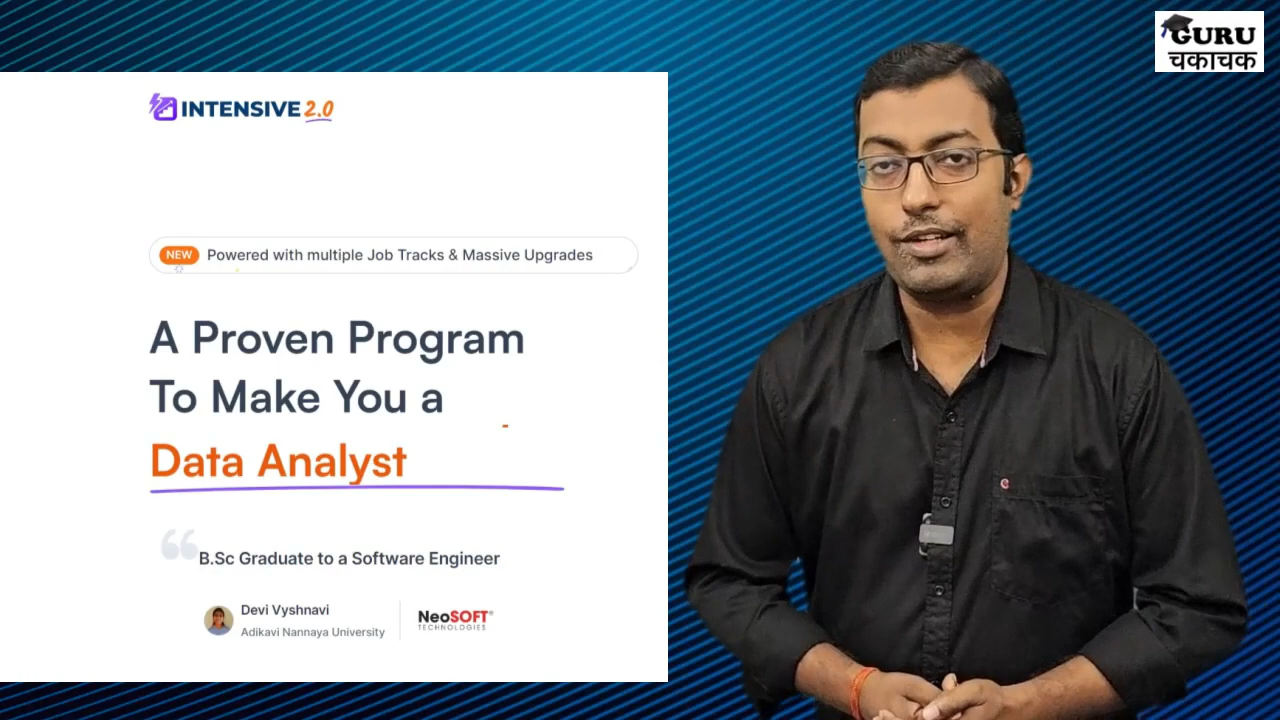 GURU
चकाचक
INTENSIVE 2.0
NEW Powered with multiple Job Tracks & Massive Upgrades
A Proven Program
To Make You a
Data Analyst
B.Sc Graduate to a Software Engineer
Devi Vyshnavi
Adikavi Nannaya University
NeoSOFT
TECHNOLOGIES